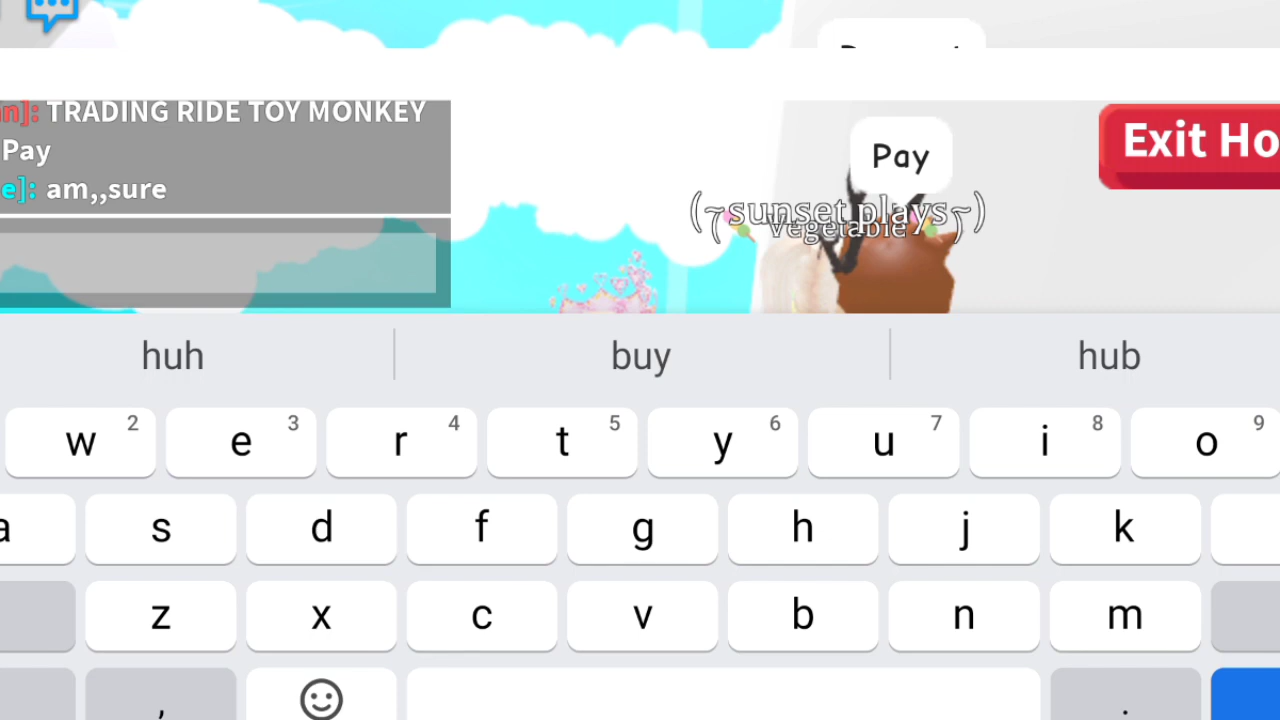 n]: TRADING RIDE TOY MONKEY
Pay
e]: am,,sure
Pay
(~sunset plays~)
(Vegetable)
Exit Ho
huh buy hub
w 2 e 3 r 4 t 5 y 6 u 7 i 8 o 9
a s d f g h j k
z x c v b n m
, .